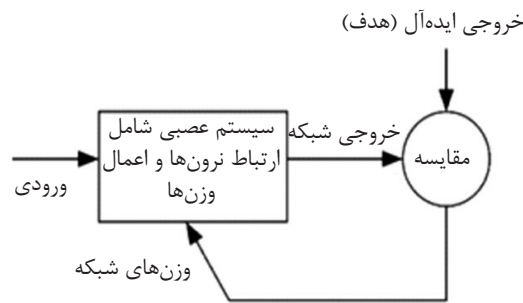 خروجی ایده‌آل (هدف)
سیستم عصبی شامل
ارتباط نرون‌ها و اعمال
وزن‌ها
خروجی شبکه
مقایسه
ورودی
وزن‌های شبکه